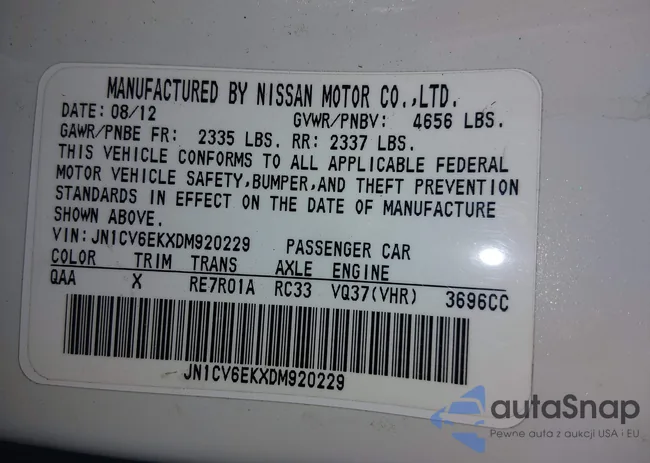 MANUFACTURED BY NISSAN MOTOR CO.,LTD.
DATE: 08/12 GVWR/PNBV: 4656 LBS.
GAWR/PNBE FR: 2335 LBS. RR: 2337 LBS.
THIS VEHICLE CONFORMS TO ALL APPLICABLE FEDERAL
MOTOR VEHICLE SAFETY,BUMPER,AND THEFT PREVENTION
STANDARDS IN EFFECT ON THE DATE OF MANUFACTURE
SHOWN ABOVE.
VIN:JN1CV6EKXDM920229 PASSENGER CAR
COLOR TRIM TRANS AXLE ENGINE
QAA X RE7R01A RC33 VQ37(VHR) 3696CC
JN1CV6EKXDM920229
autaSnap
Pewne auta z aukcji USA i EU